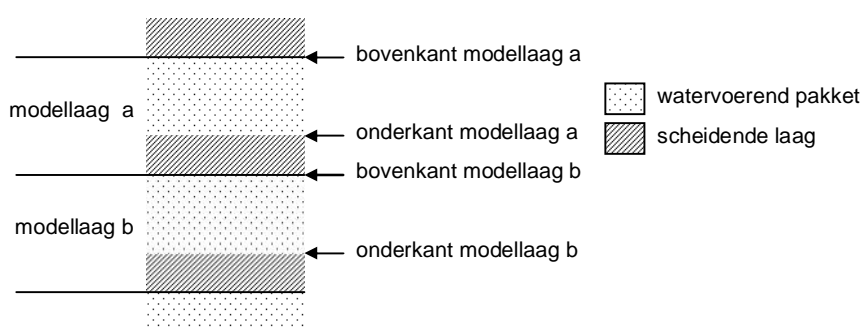 bovenkant modellaag a
modellaag a
watervoerend pakket
onderkant modellaag a
scheidende laag
bovenkant modellaag b
modellaag b
onderkant modellaag b